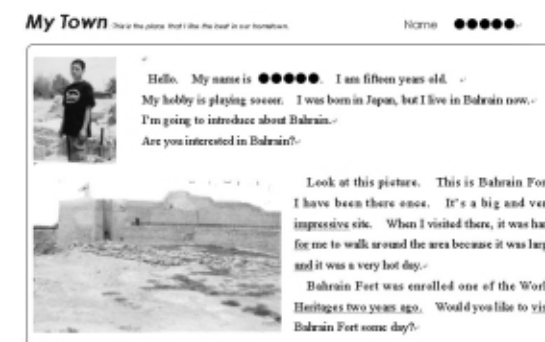 My Town This is the place that I like the best in our hometown. Name ●●●●●
Hello. My name is ●●●●●. I am fifteen years old.
My hobby is playing soccer. I was born in Japan, but I live in Bahrain now.
I'm going to introduce about Bahrain.
Are you interested in Bahrain?
Look at this picture. This is Bahrain For
I have been there once. It's a big and ver
impressive site. When I visited there, it was har
for me to walk around the area because it was larg
and it was a very hot day.
Bahrain Fort was enrolled one of the Worl
Heritages two years ago. Would you like to vis
Bahrain Fort some day?